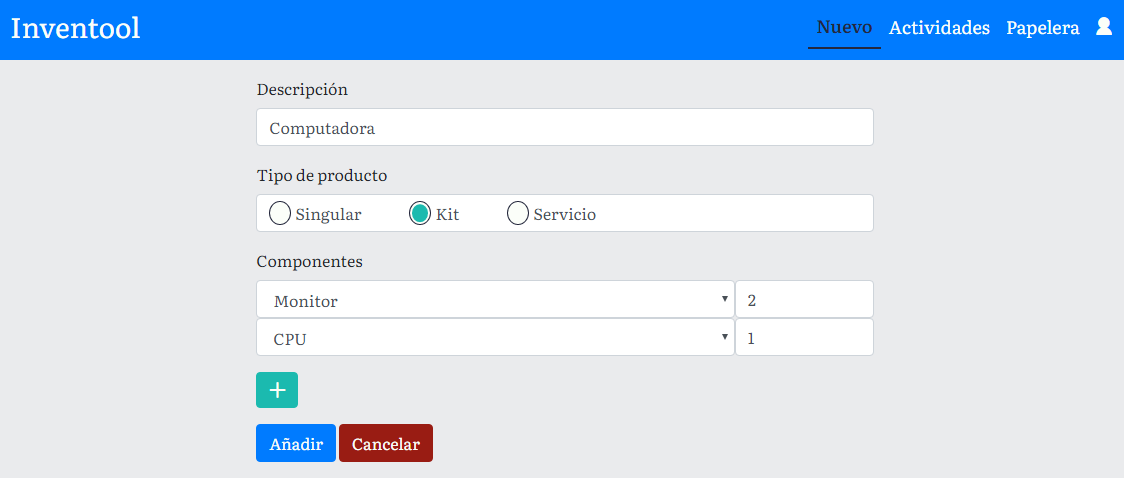 Inventool Nuevo Actividades Papelera
Descripción
Computadora
Tipo de producto
Singular Kit Servicio
Componentes
Monitor 2
CPU 1
+
Añadir Cancelar